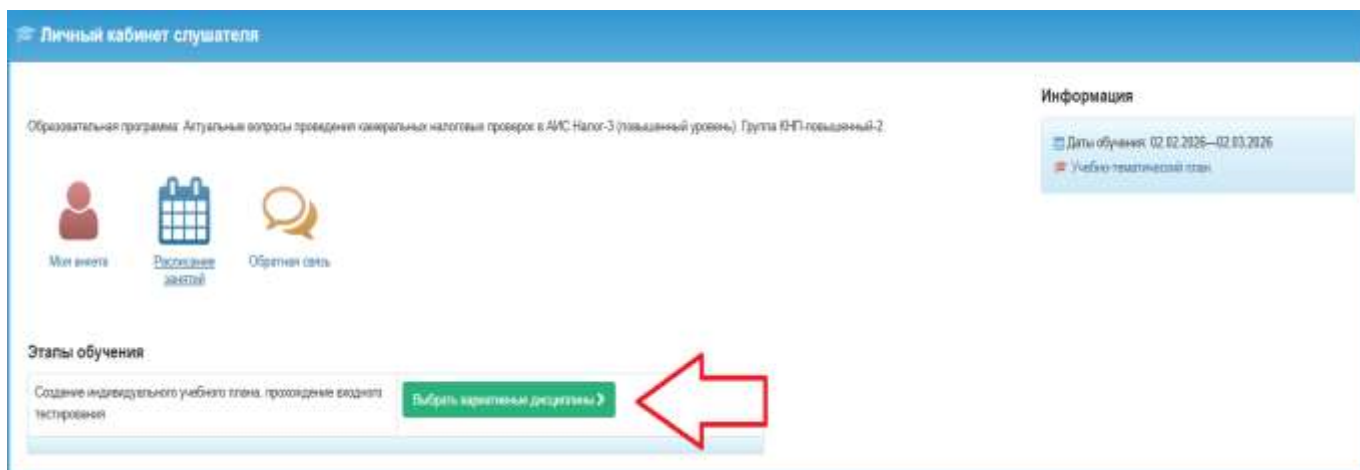 Личный кабинет слушателя
Информация
Образовательная программа: Актуальные вопросы проведения камеральных налоговых проверок в АИС Налог-3 (повышенный уровень). Группа КНП-повышенный-2
Даты обучения: 02.02.2026—02.03.2026
Учебно-тематический план
Моя анкета
Расписание
занятий
Обратная связь
Этапы обучения
Создание индивидуального учебного плана, прохождение входного
тестирования
Выбрать вариативные дисциплины